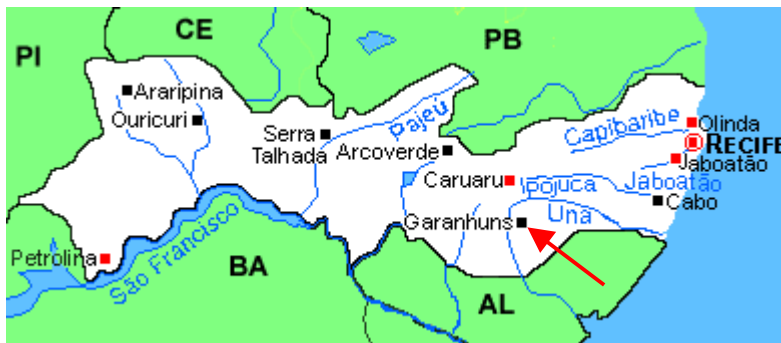 CE
PB
PI
Araripina
Ouricuri
Serra
Talhada
Pajeú
Arcoverde
Capibaribe
Olinda
RECIFE
Jaboatão
Caruaru
Ipojuca
Jaboatão
Cabo
Garanhuns
Una
Petrolina
São Francisco
BA
AL